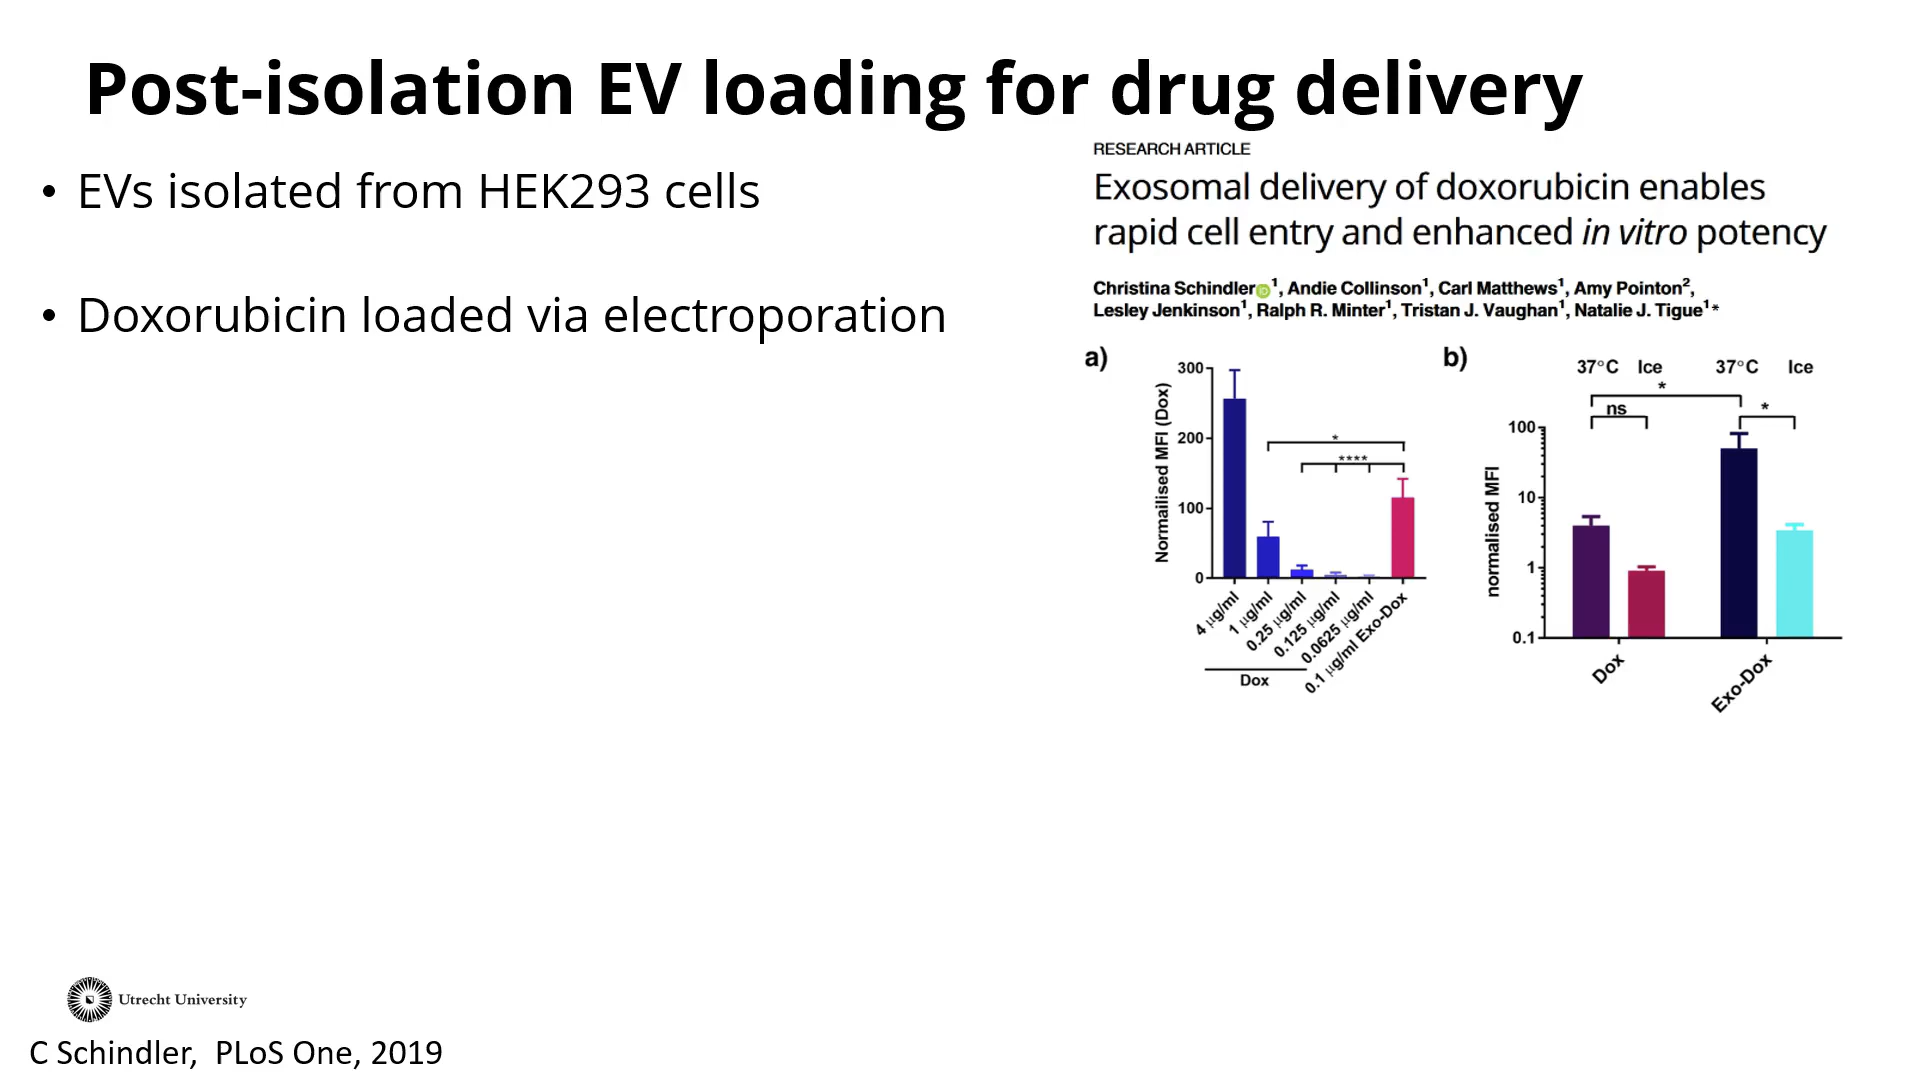 Post-isolation EV loading for drug delivery
• EVs isolated from HEK293 cells
• Doxorubicin loaded via electroporation
RESEARCH ARTICLE
Exosomal delivery of doxorubicin enables
rapid cell entry and enhanced in vitro potency
Christina Schindler iD 1, Andie Collinson1, Carl Matthews1, Amy Pointon2,
Lesley Jenkinson1, Ralph R. Minter1, Tristan J. Vaughan1, Natalie J. Tigue1*
a)
Normailised MFI (Dox)
300
200
100
0
*
****
4 µg/ml
1 µg/ml
0.25 µg/ml
0.125 µg/ml
0.0625 µg/ml
0.1 µg/ml Exo-Dox
Dox
b)
37°C Ice 37°C Ice
*
ns
*
normalised MFI
100
10
1
0.1
Dox
Exo-Dox
Utrecht University
C Schindler, PLoS One, 2019